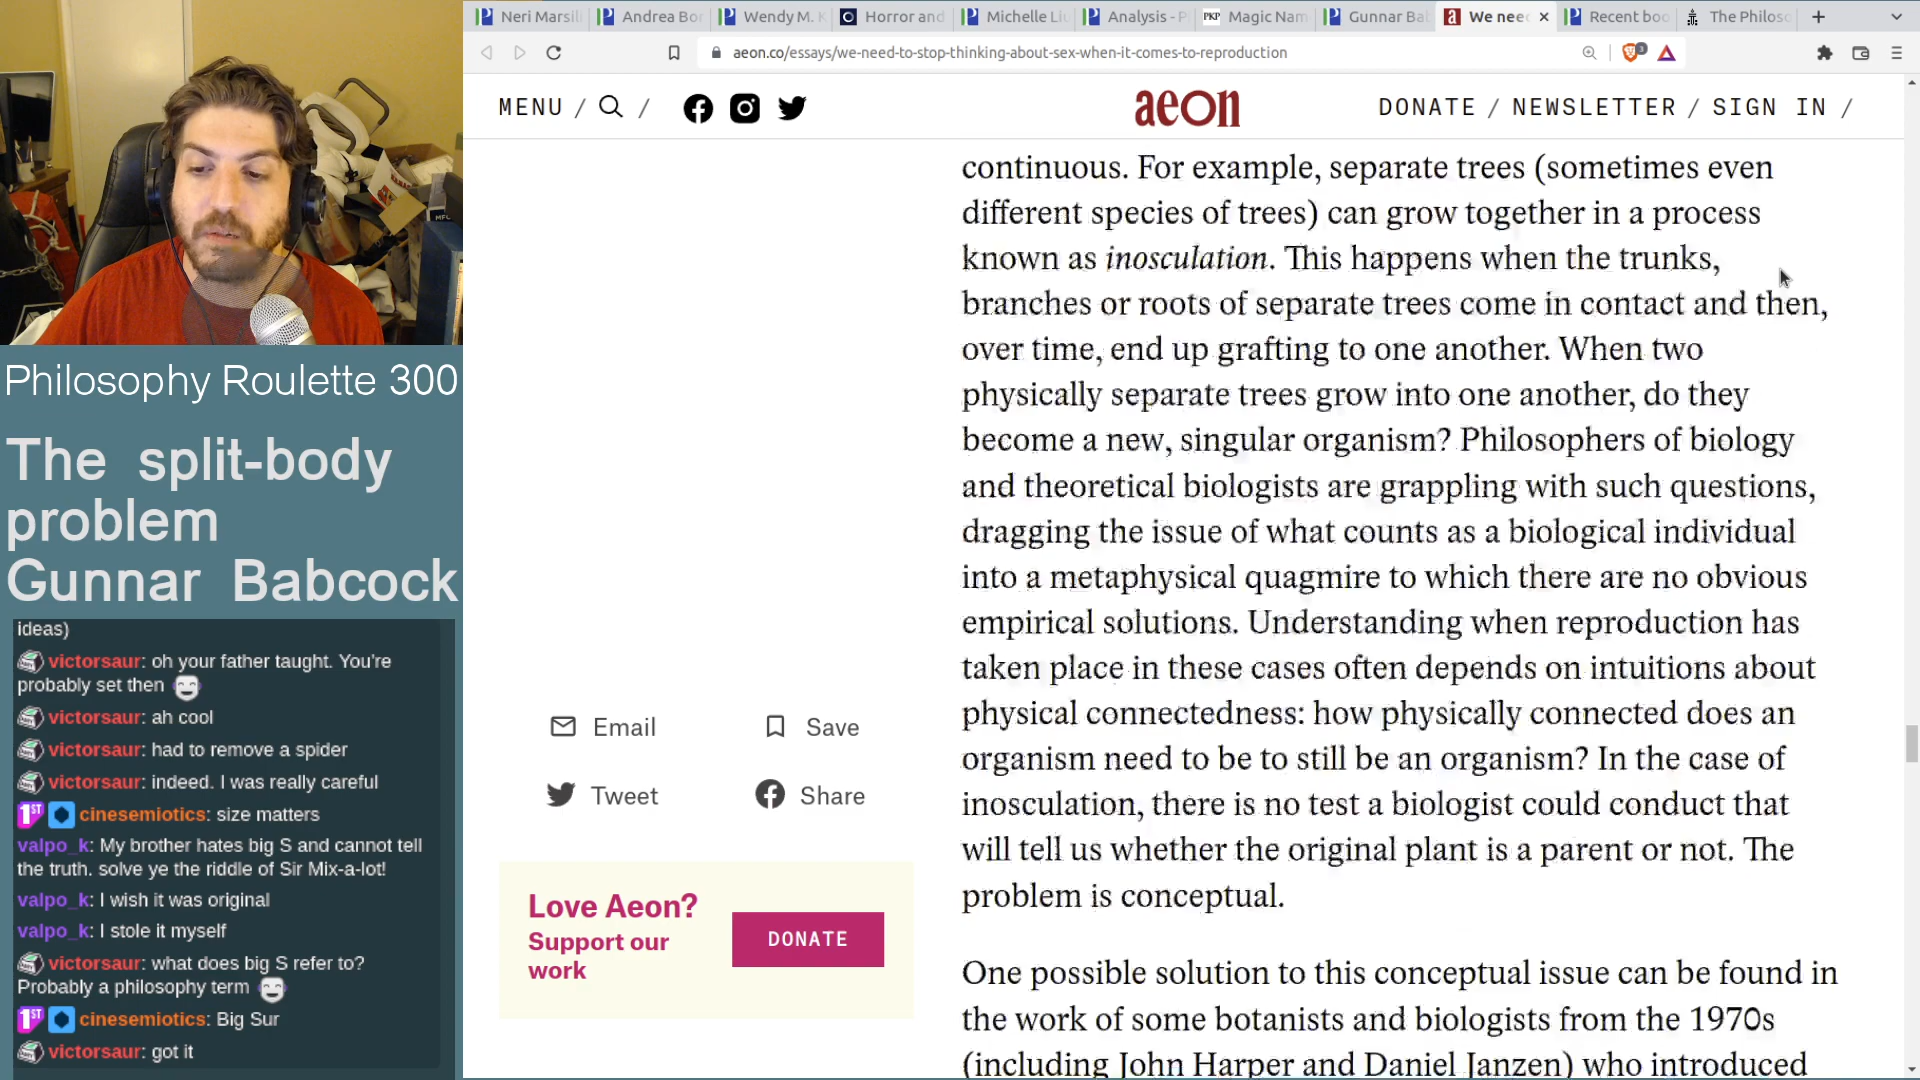 Neri Marsil
Andrea Bor
Wendy M. K
Horror and
Michelle Liu
Analysis - P
PKP Magic Nam
Gunnar Bab
We need
Recent boo
The Philoso
aeon.co/essays/we-need-to-stop-thinking-about-sex-when-it-comes-to-reproduction
3
MENU / /
aeon
DONATE / NEWSLETTER / SIGN IN /
continuous. For example, separate trees (sometimes even
different species of trees) can grow together in a process
known as inosculation. This happens when the trunks,
branches or roots of separate trees come in contact and then,
over time, end up grafting to one another. When two
physically separate trees grow into one another, do they
become a new, singular organism? Philosophers of biology
and theoretical biologists are grappling with such questions,
dragging the issue of what counts as a biological individual
into a metaphysical quagmire to which there are no obvious
empirical solutions. Understanding when reproduction has
taken place in these cases often depends on intuitions about
physical connectedness: how physically connected does an
organism need to be to still be an organism? In the case of
inosculation, there is no test a biologist could conduct that
will tell us whether the original plant is a parent or not. The
problem is conceptual.
One possible solution to this conceptual issue can be found in
the work of some botanists and biologists from the 1970s
(including John Harper and Daniel Janzen) who introduced
Email
Save
Tweet
Share
Love Aeon?
Support our
work
DONATE
Philosophy Roulette 300
The split-body
problem
Gunnar Babcock
ideas)
victorsaur: oh your father taught. You're
probably set then
victorsaur: ah cool
victorsaur: had to remove a spider
victorsaur: indeed. I was really careful
1ST cinesemiotics: size matters
valpo_k: My brother hates big S and cannot tell
the truth. solve ye the riddle of Sir Mix-a-lot!
valpo_k: I wish it was original
valpo_k: I stole it myself
victorsaur: what does big S refer to?
Probably a philosophy term
1ST cinesemiotics: Big Sur
victorsaur: got it